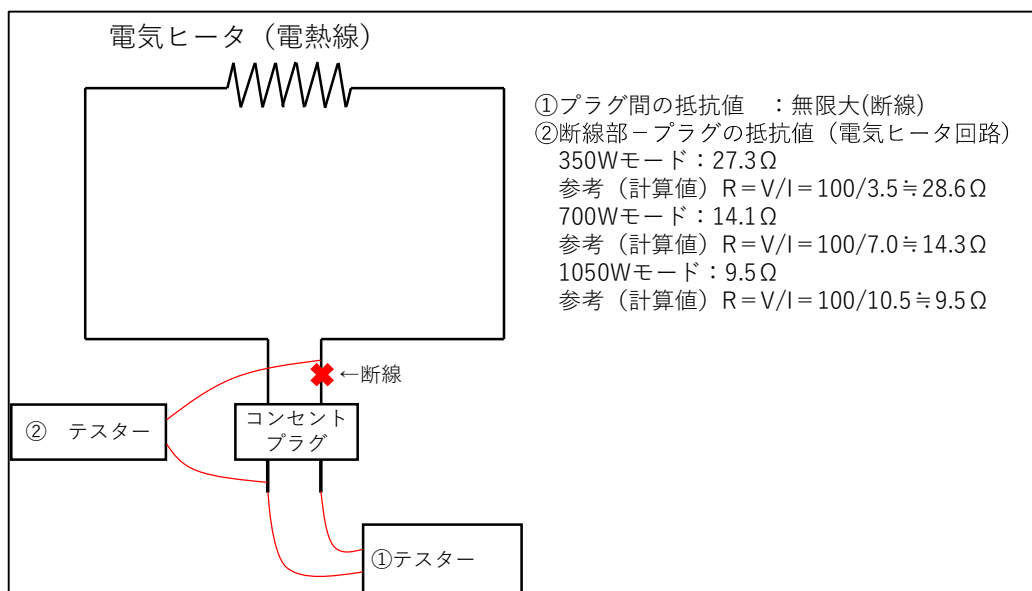 電気ヒータ（電熱線）
①プラグ間の抵抗値　：無限大(断線)
②断線部－プラグの抵抗値（電気ヒータ回路）
350Wモード：27.3Ω
参考（計算値）R＝V/I＝100/3.5≒28.6Ω
700Wモード：14.1Ω
参考（計算値）R＝V/I＝100/7.0≒14.3Ω
1050Wモード：9.5Ω
参考（計算値）R＝V/I＝100/10.5≒9.5Ω
←断線
②　テスター
コンセント
プラグ
①テスター